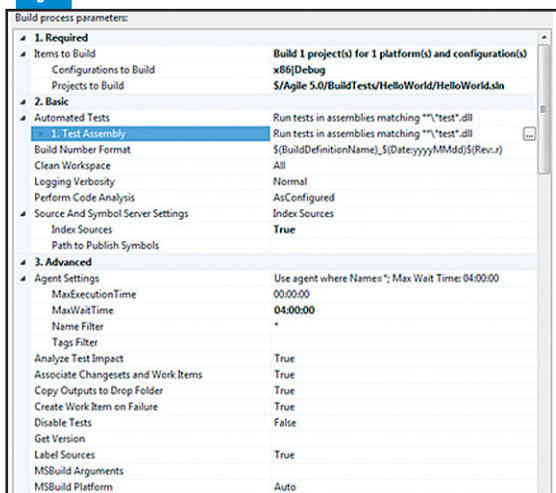 Build process parameters:
1. Required
Items to Build Build 1 project(s) for 1 platform(s) and configuration(s)
Configurations to Build x86|Debug
Projects to Build $/Agile 5.0/BuildTests/HelloWorld/HelloWorld.sln
2. Basic
Automated Tests Run tests in assemblies matching **\*test*.dll
1. Test Assembly Run tests in assemblies matching **\*test*.dll ...
Build Number Format $(BuildDefinitionName)_$(Date:yyyyMMdd)$(Rev:.r)
Clean Workspace All
Logging Verbosity Normal
Perform Code Analysis AsConfigured
Source And Symbol Server Settings Index Sources
Index Sources True
Path to Publish Symbols
3. Advanced
Agent Settings Use agent where Name=*; Max Wait Time: 04:00:00
MaxExecutionTime 00:00:00
MaxWaitTime 04:00:00
Name Filter *
Tags Filter
Analyze Test Impact True
Associate Changesets and Work Items True
Copy Outputs to Drop Folder True
Create Work Item on Failure True
Disable Tests False
Get Version
Label Sources True
MSBuild Arguments
MSBuild Platform Auto